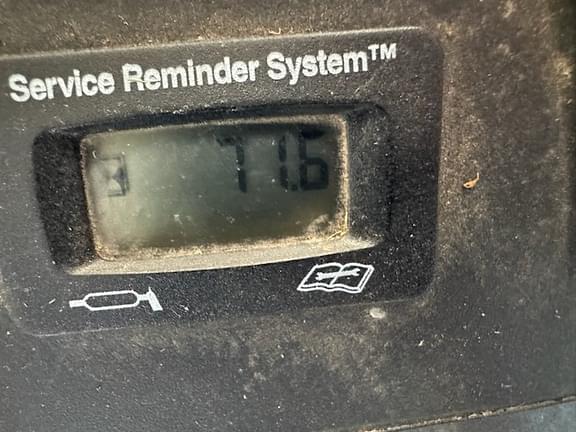 Service Reminder System™
71.6